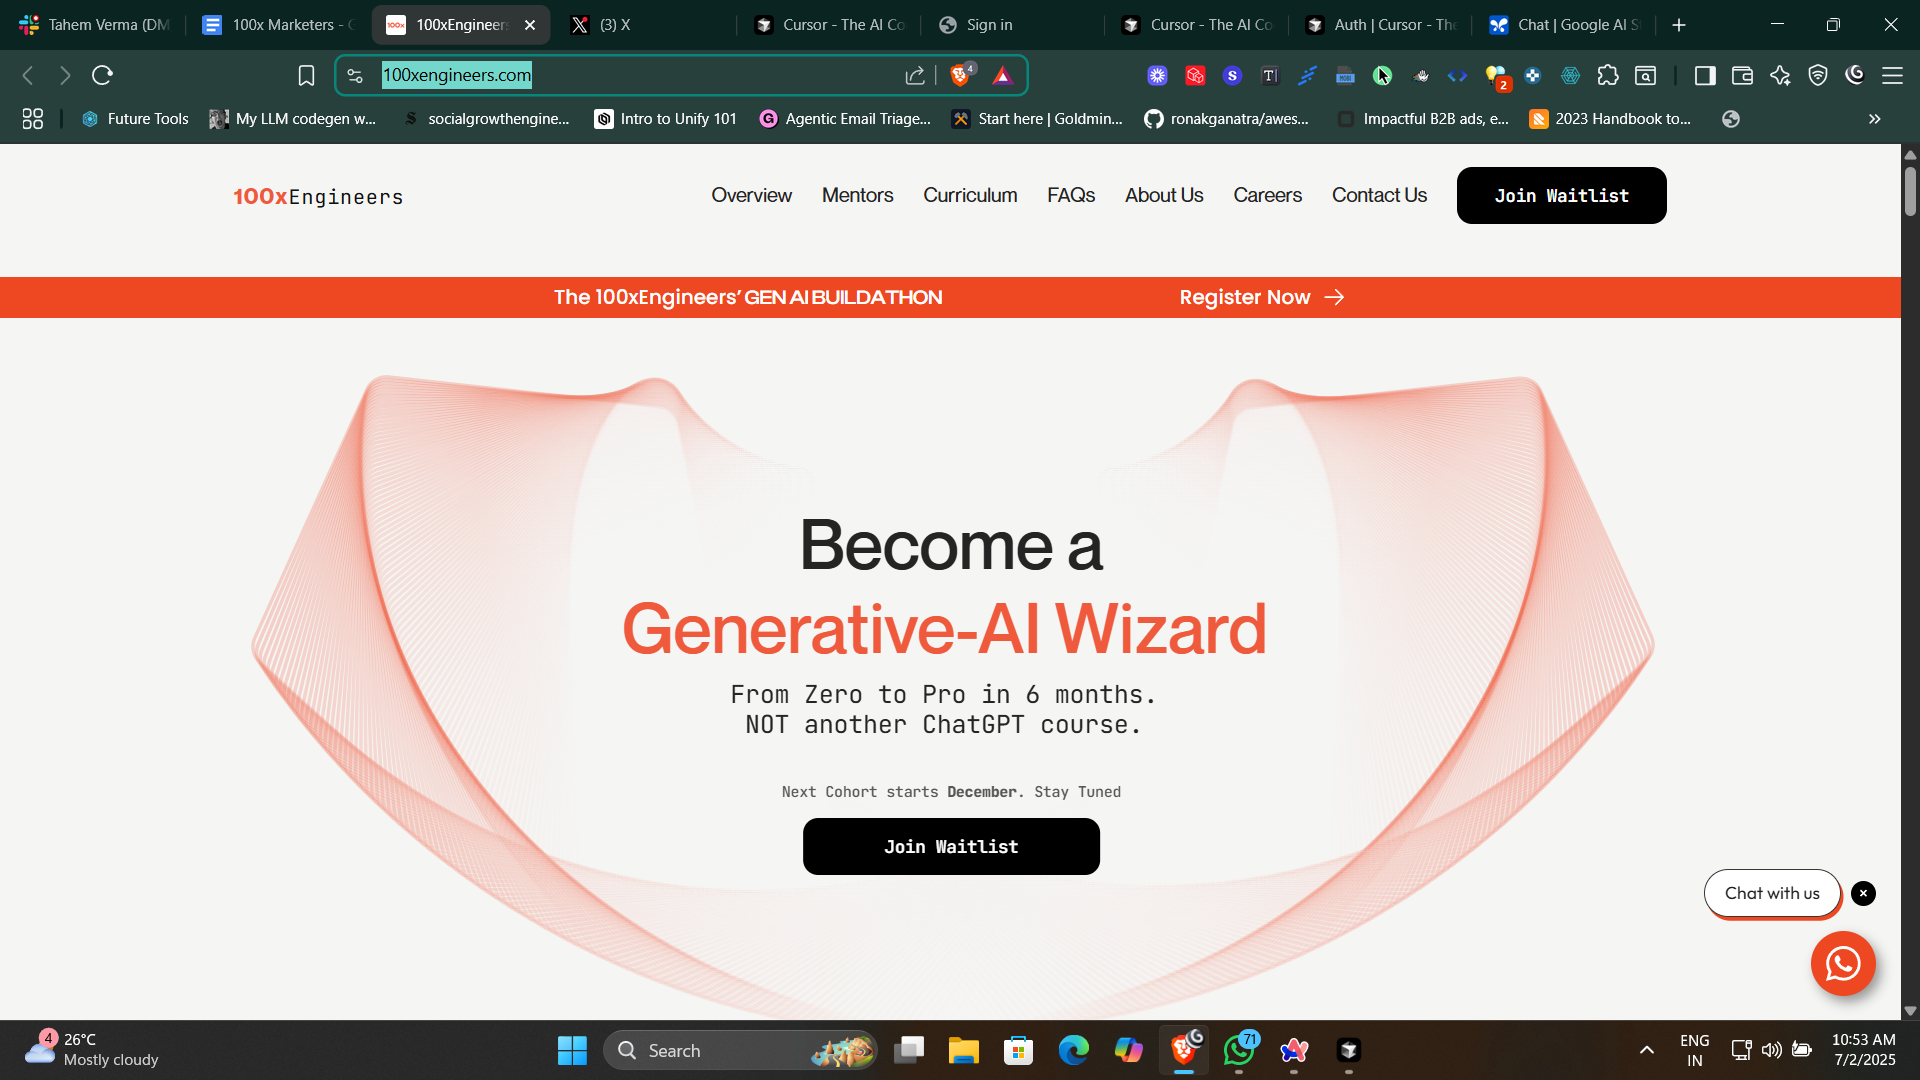 Tahem Verma (DM
100x Marketers -
100xEngineers
(3) X
Cursor - The AI Co
Sign in
Cursor - The AI Co
Auth | Cursor - The
Chat | Google AI S
100xengineers.com
4
2
Future Tools
My LLM codegen w...
socialgrowthengine...
Intro to Unify 101
Agentic Email Triage...
Start here | Goldmin...
ronakganatra/awes...
Impactful B2B ads, e...
2023 Handbook to...
100xEngineers
Overview
Mentors
Curriculum
FAQs
About Us
Careers
Contact Us
Join Waitlist
The 100xEngineers' GEN AI BUILDATHON
Register Now
Become a
Generative-AI Wizard
From Zero to Pro in 6 months.
NOT another ChatGPT course.
Next Cohort starts December. Stay Tuned
Join Waitlist
Chat with us
4
26°C
Mostly cloudy
Search
71
ENG
IN
10:53 AM
7/2/2025